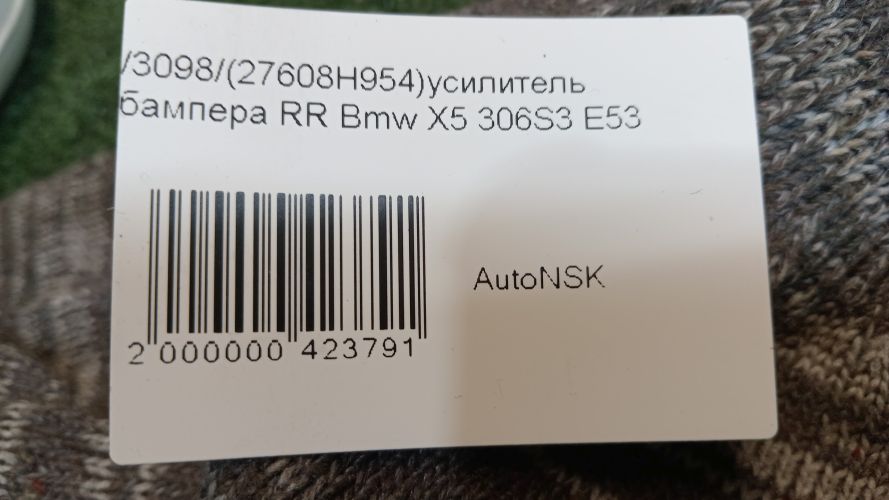 /3098/(27608H954)усилитель
бампера RR Bmw X5 306S3 E53
AutoNSK
2 000000 423791